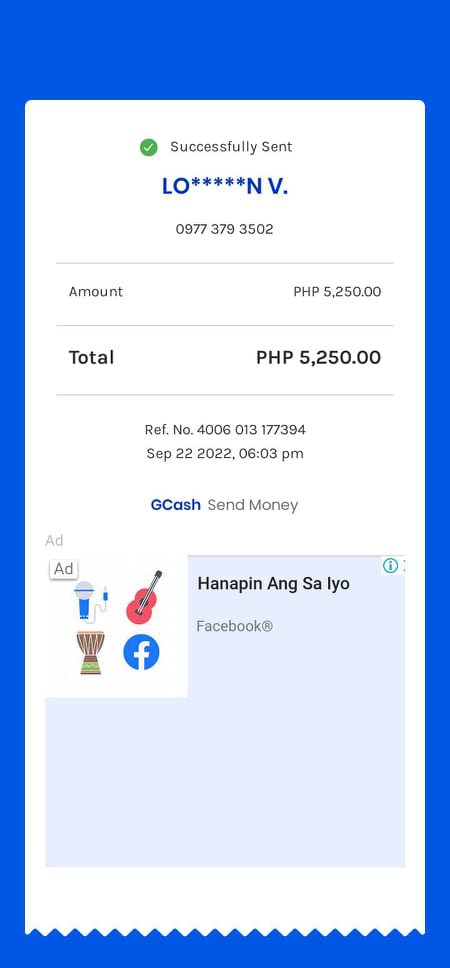 Successfully Sent
LO*****N V.
0977 379 3502
Amount PHP 5,250.00
Total PHP 5,250.00
Ref. No. 4006 013 177394
Sep 22 2022, 06:03 pm
GCash Send Money
Ad
Ad
Hanapin Ang Sa Iyo
Facebook®